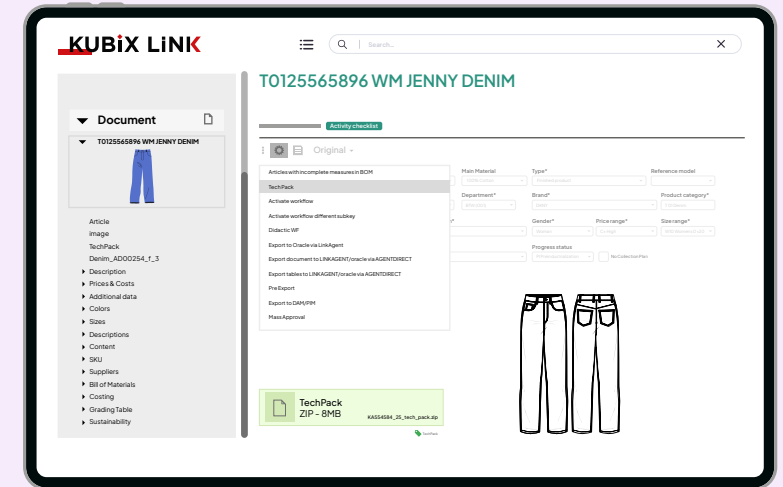 KUBiX LiNK
Search...
T0125565896 WM JENNY DENIM
Document
Activity checklist
T0125565896 WM JENNY DENIM
Original
Articles with incomplete measures in BCM
TechPack
Activate workflow
Activate workflow different subkey
Didactic WF
Export to Oracle via LinkAgent
Export document to LINKAGENT/oracle via AGENTDIRECT
Export tables to LINKAGENT/oracle via AGENTDIRECT
Pre Export
Export to DAM/PIM
Mass Approval
Main Material
Type*
Reference model
Department*
Brand*
Product category*
Gender*
Price range*
Size range*
Progress status
No Collection Plan
Article
image
TechPack
Denim_AD00254_f_3
Description
Prices & Costs
Additional data
Colors
Sizes
Descriptions
Content
SKU
Suppliers
Bill of Materials
Costing
Grading Table
Sustainability
TechPack
ZIP - 8MB
KA554584_25_tech_pack.zip
TechPack